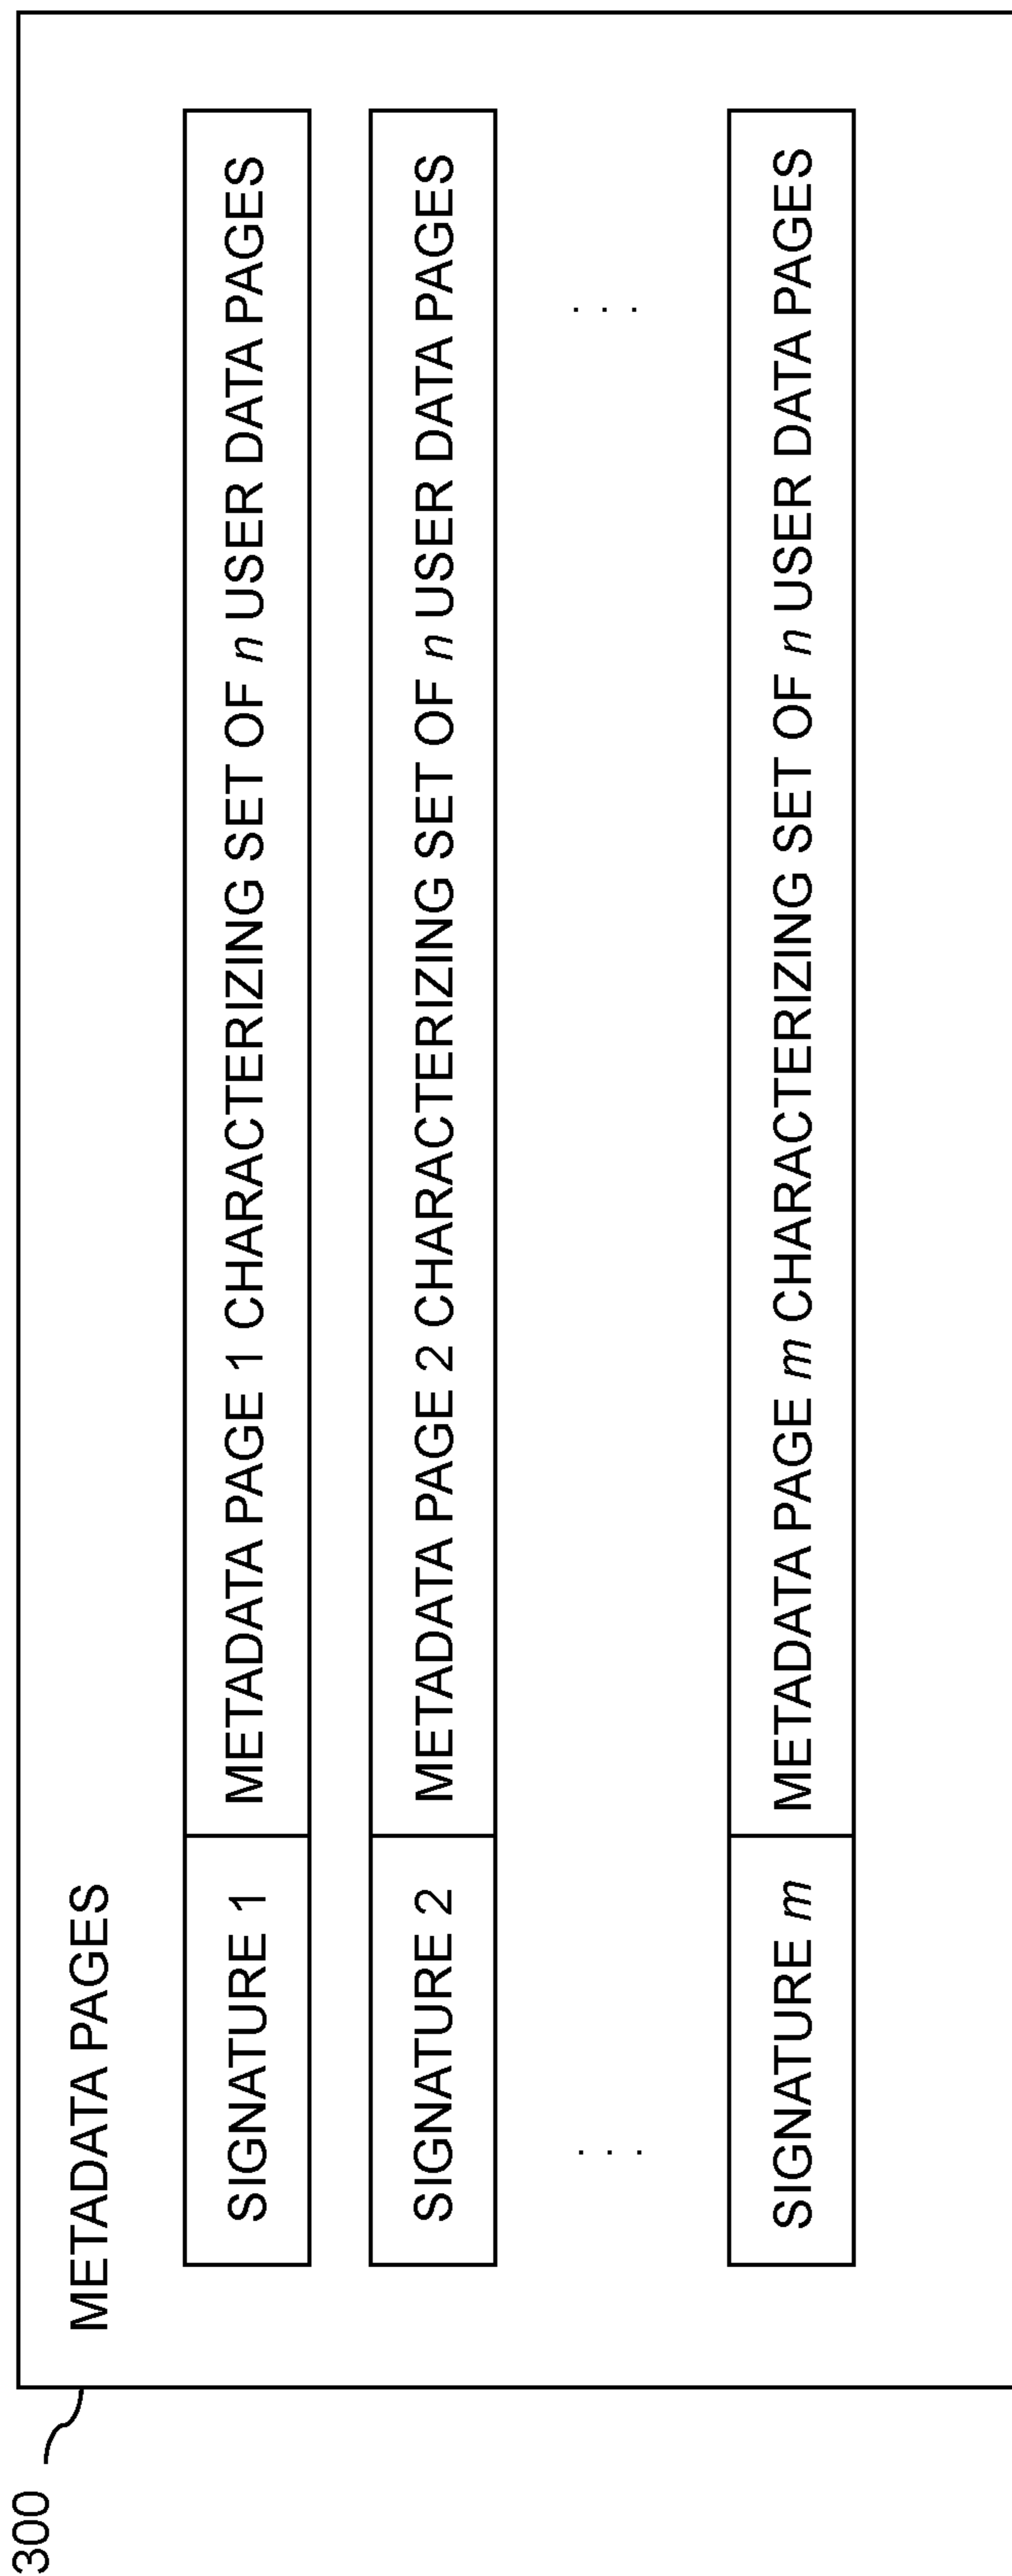 300
METADATA PAGES
SIGNATURE 1 METADATA PAGE 1 CHARACTERIZING SET OF n USER DATA PAGES
SIGNATURE 2 METADATA PAGE 2 CHARACTERIZING SET OF n USER DATA PAGES
. . . . . .
SIGNATURE m METADATA PAGE m CHARACTERIZING SET OF n USER DATA PAGES